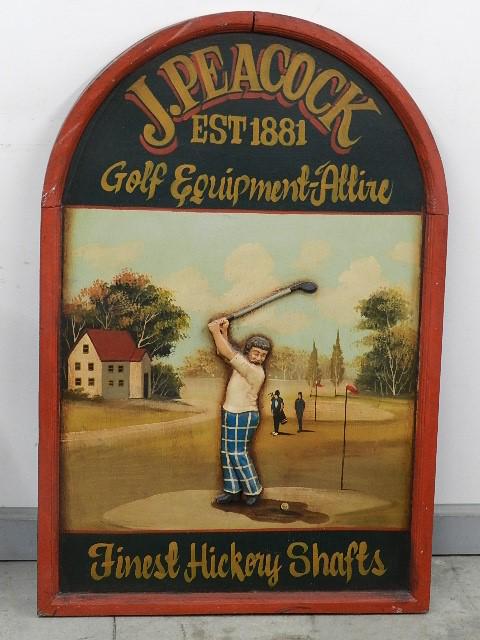 J. PEACOCK
EST 1881
Golf Equipment-Attire
Finest Hickory Shafts